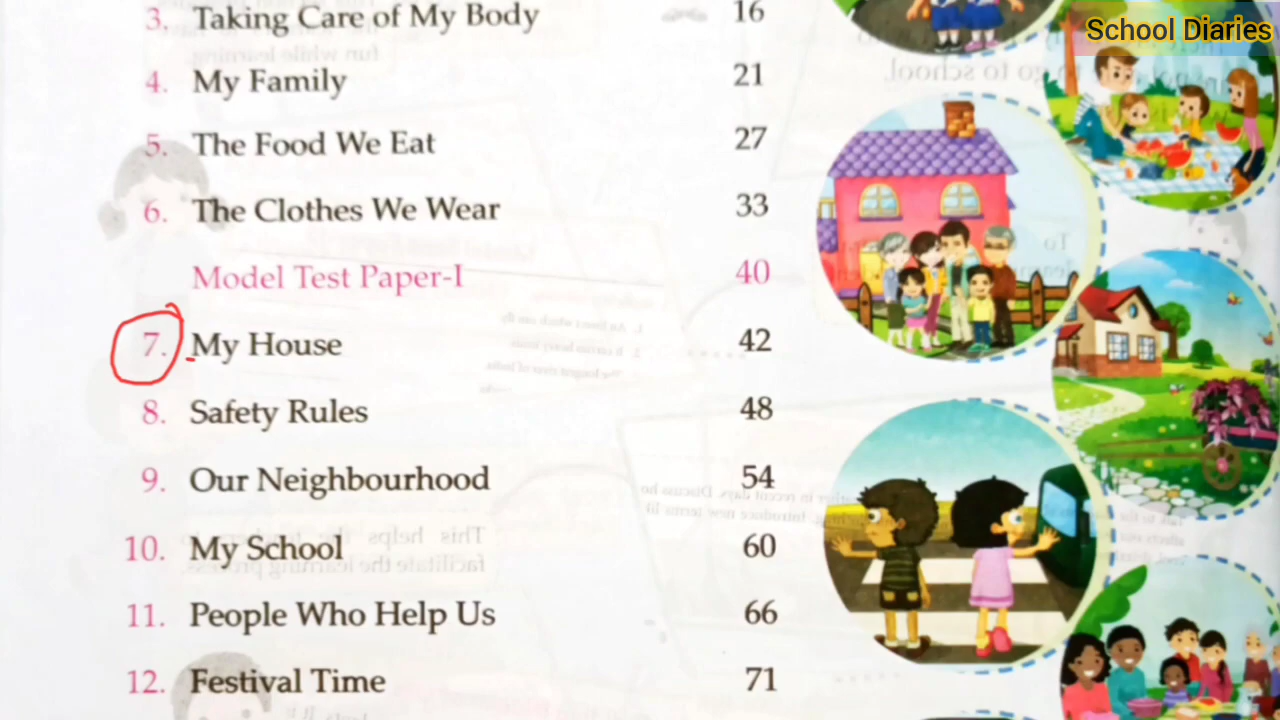 School Diaries
3. Taking Care of My Body 16
4. My Family 21
5. The Food We Eat 27
6. The Clothes We Wear 33
Model Test Paper-I 40
7. My House 42
8. Safety Rules 48
9. Our Neighbourhood 54
10. My School 60
11. People Who Help Us 66
12. Festival Time 71